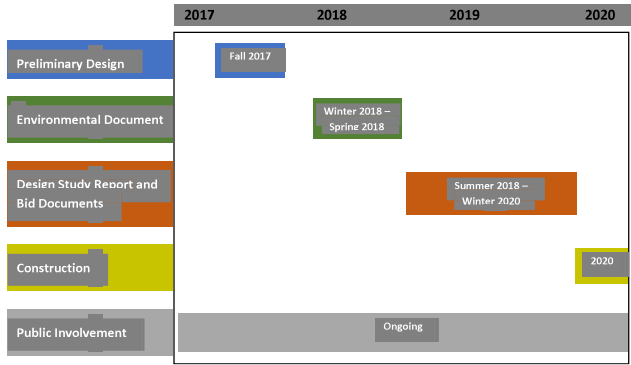 2017 2018 2019 2020
Preliminary Design
Fall 2017
Environmental Document
Winter 2018 –
Spring 2018
Design Study Report and
Bid Documents
Summer 2018 –
Winter 2020
Construction
2020
Public Involvement
Ongoing